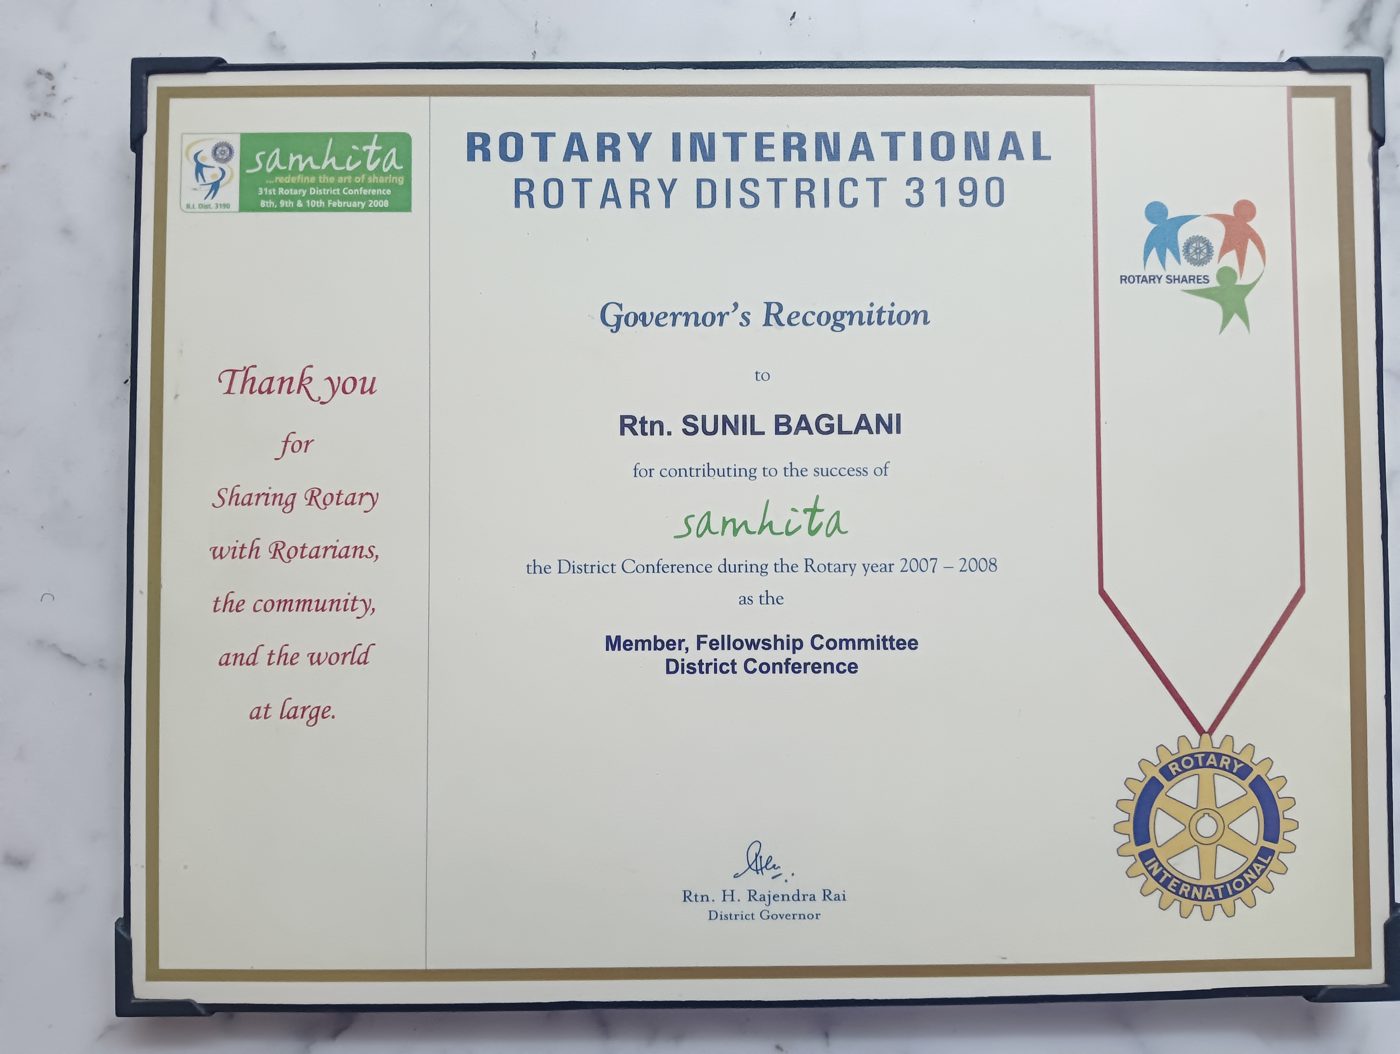 samhita
...redefine the art of sharing
31st Rotary District Conference
8th, 9th & 10th February 2008
R.I. Dist. 3190
Thank you
for
Sharing Rotary
with Rotarians,
the community,
and the world
at large.
ROTARY INTERNATIONAL
ROTARY DISTRICT 3190
Governor's Recognition
to
Rtn. SUNIL BAGLANI
for contributing to the success of
samhita
the District Conference during the Rotary year 2007 – 2008
as the
Member, Fellowship Committee
District Conference
Rtn. H. Rajendra Rai
District Governor
ROTARY SHARES
ROTARY
INTERNATIONAL